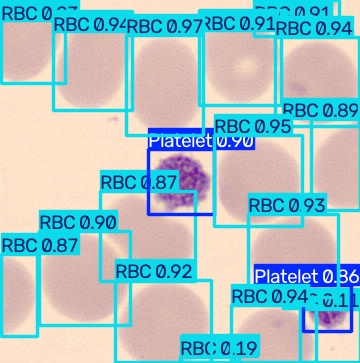 RBC 0.91
RBC 0.94
RBC 0.97
RBC 0.91
RBC 0.94
RBC 0.89
RBC 0.95
Platelet 0.90
RBC 0.87
RBC 0.93
RBC 0.90
RBC 0.87
RBC 0.92
Platelet 0.86
RBC 0.94
0.11
RBC 0.19